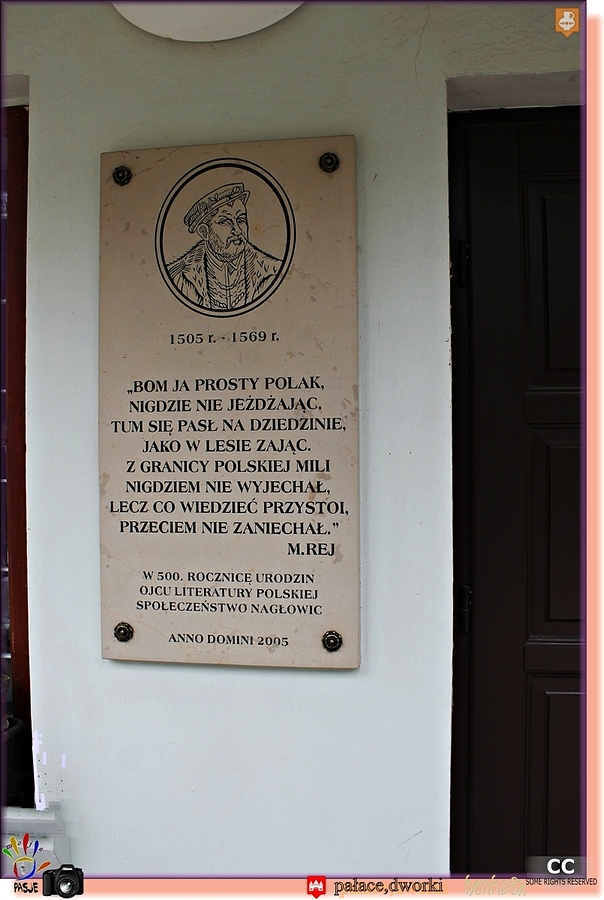 1505 r. - 1569 r.
„BOM JA PROSTY POLAK,
NIGDZIE NIE JEŻDŻAJĄC,
TUM SIĘ PASŁ NA DZIEDZINIE,
JAKO W LESIE ZAJĄC.
Z GRANICY POLSKIEJ MILI
NIGDZIEM NIE WYJECHAŁ,
LECZ CO WIEDZIEĆ PRZYSTOI,
PRZECIEM NIE ZANIECHAŁ.”
M.REJ
W 500. ROCZNICĘ URODZIN
OJCU LITERATURY POLSKIEJ
SPOŁECZEŃSTWO NAGŁOWIC
ANNO DOMINI 2005
PASJE
pałace,dworki
CC
SOME RIGHTS RESERVED